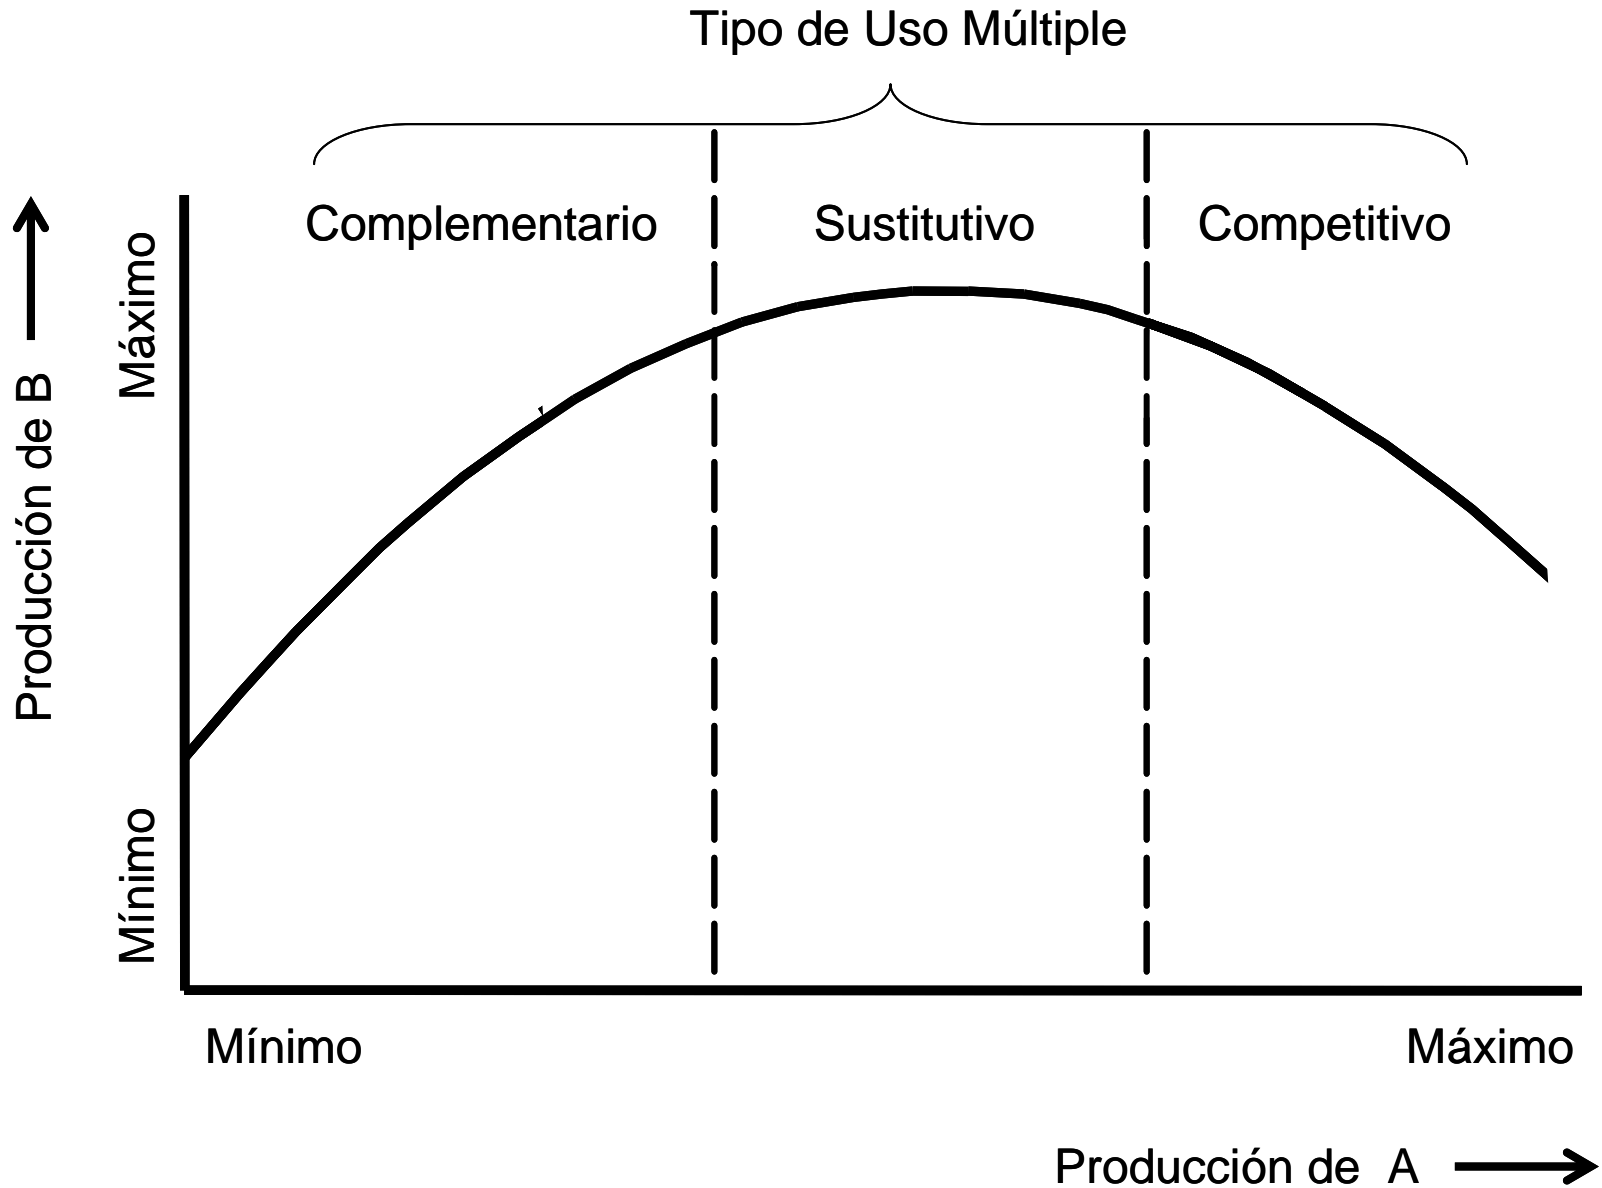 Tipo de Uso Múltiple
Complementario
Sustitutivo
Competitivo
Producción de B
Máximo
Mínimo
Mínimo
Máximo
Producción de A